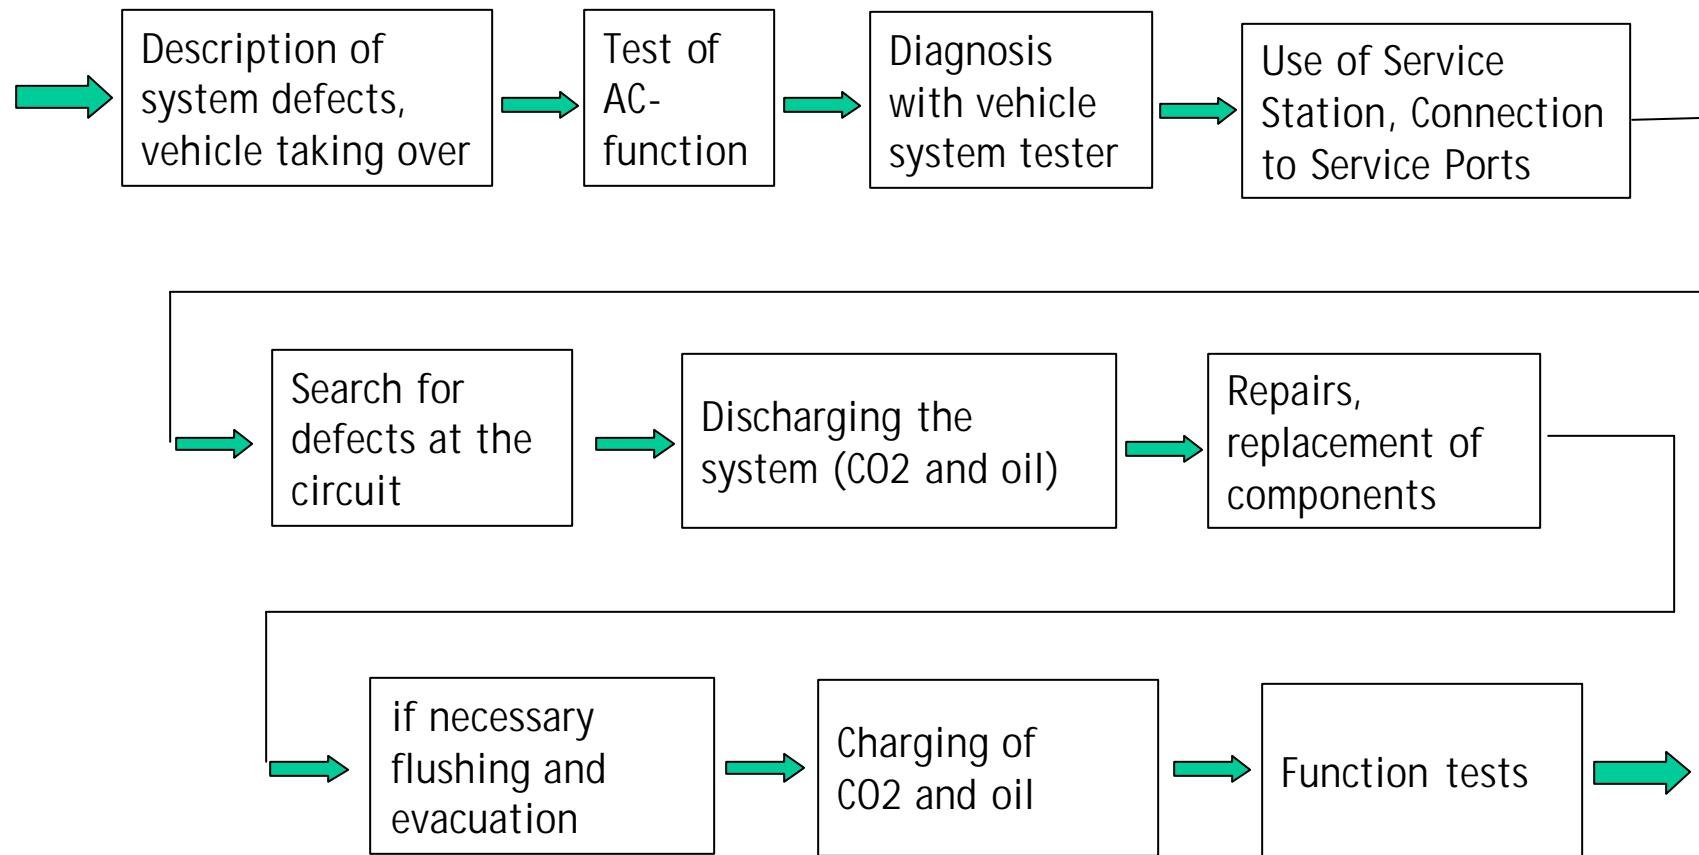 Description of
system defects,
vehicle taking over
Test of
AC-
function
Diagnosis
with vehicle
system tester
Use of Service
Station, Connection
to Service Ports
Search for
defects at the
circuit
Discharging the
system (CO2 and oil)
Repairs,
replacement of
components
if necessary
flushing and
evacuation
Charging of
CO2 and oil
Function tests